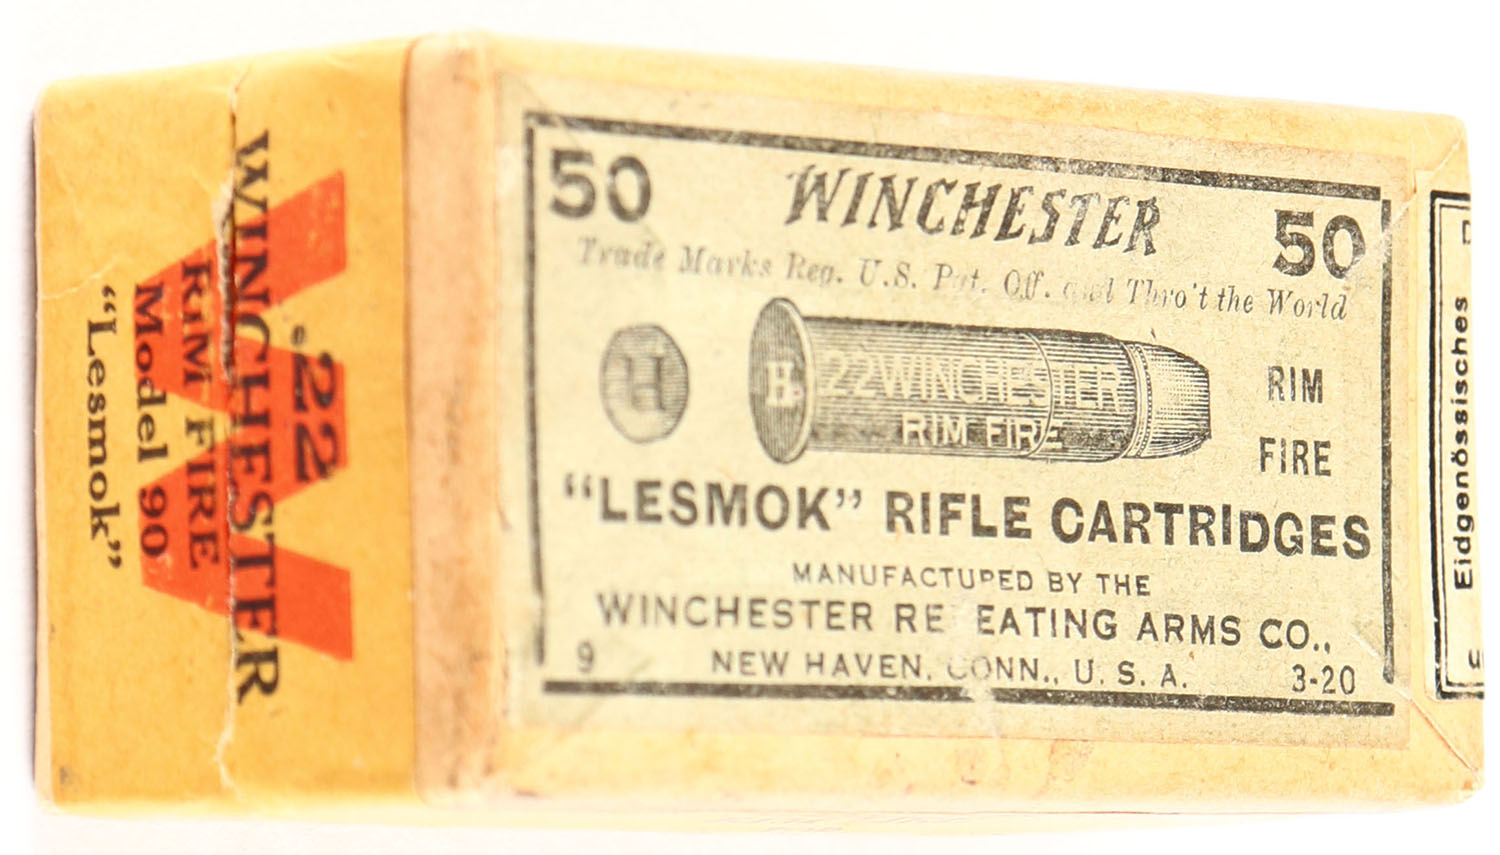 .22
WINCHESTER
RIM FIRE
Model 90
"Lesmok"
50 WINCHESTER 50
Trade Marks Reg. U.S. Pat. Off. and Thro't the World
H
H
22 WINCHESTER
RIM FIRE
RIM
FIRE
"LESMOK" RIFLE CARTRIDGES
MANUFACTURED BY THE
WINCHESTER REPEATING ARMS CO.,
9 NEW HAVEN, CONN., U. S. A. 3-20
Eidgenössisches